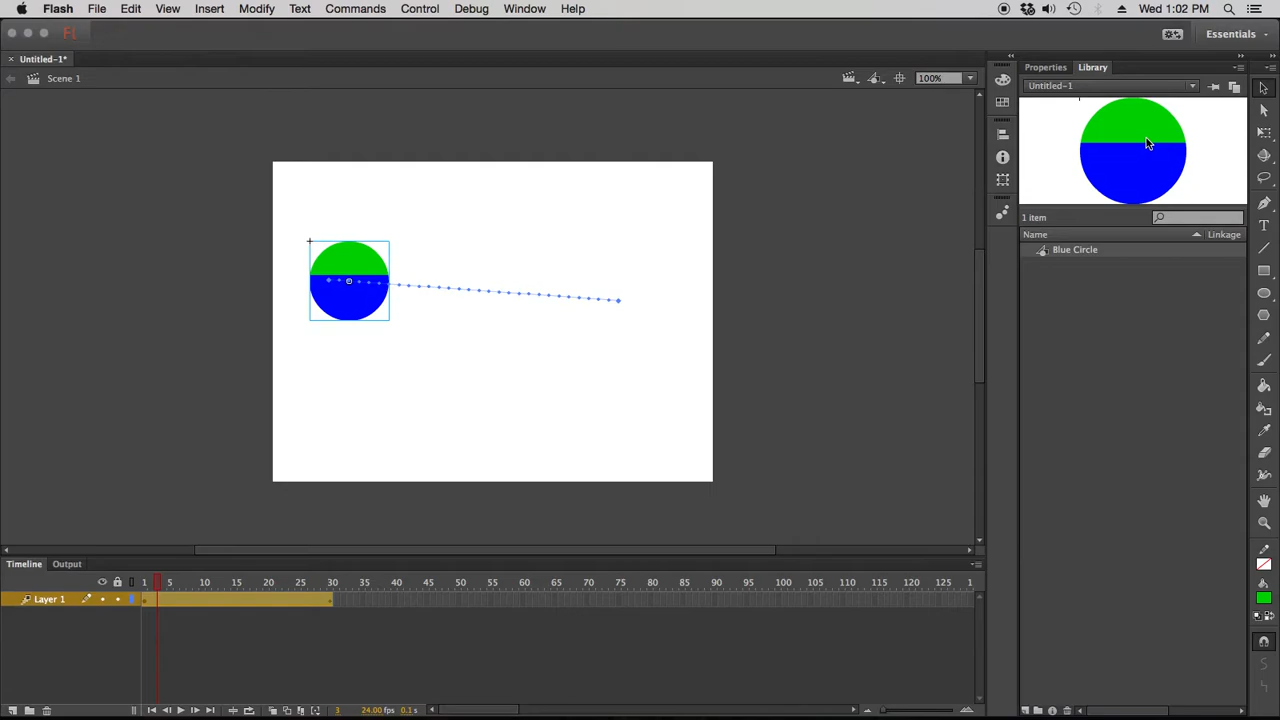 Flash File Edit View Insert Modify Text Commands Control Debug Window Help Wed 1:02 PM
Fl Essentials
Untitled-1*
Scene 1 100%
Properties Library
Untitled-1
1 item
Name Linkage
Blue Circle
Timeline Output
1 5 10 15 20 25 30 35 40 45 50 55 60 65 70 75 80 85 90 95 100 105 110 115 120 125 1
Layer 1
3 24.00 fps 0.1 s